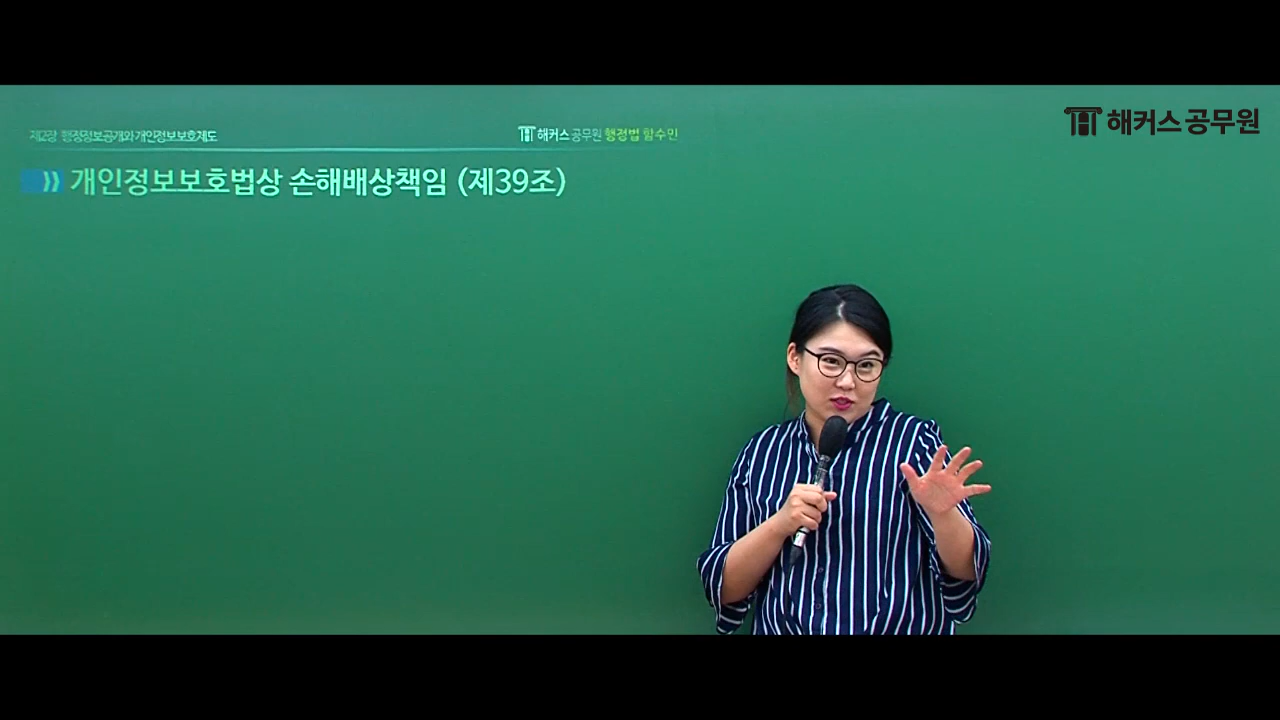 제2장 행정정보공개와 개인정보보호제도
해커스 공무원 행정법 함수민
해커스 공무원
》 개인정보보호법상 손해배상책임 (제39조)